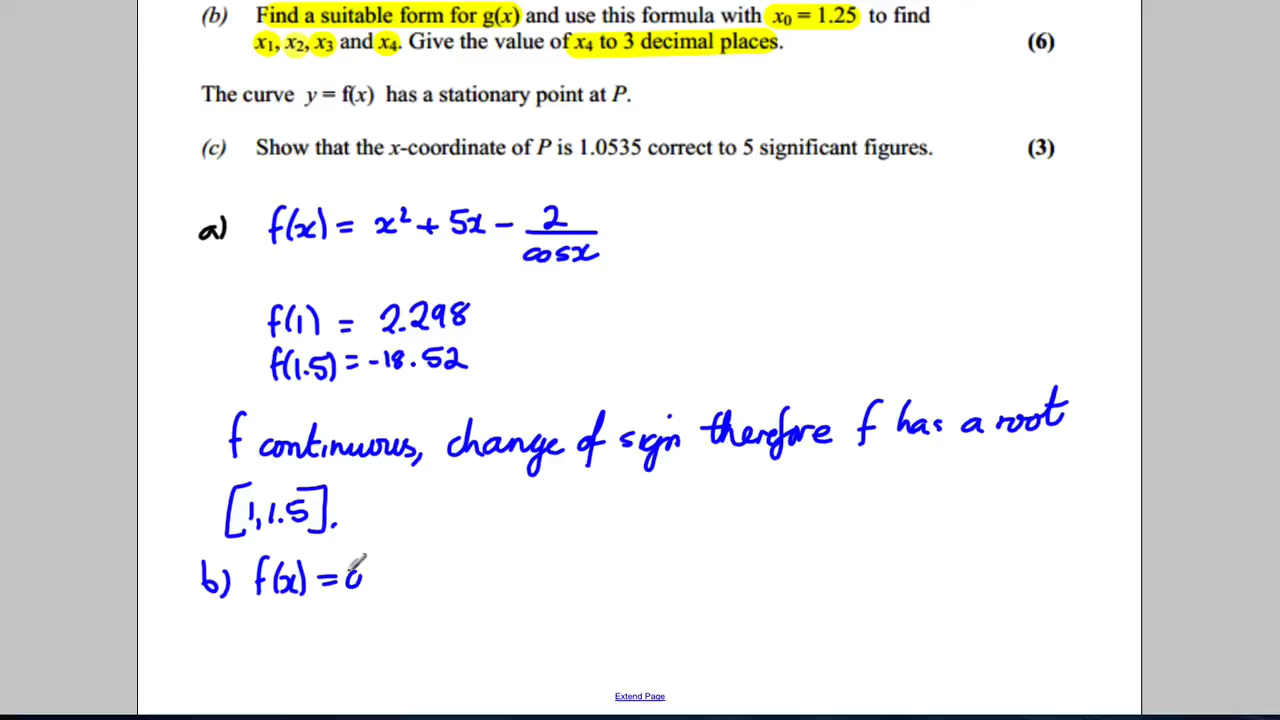 (b) Find a suitable form for g(x) and use this formula with x₀ = 1.25 to find
x₁, x₂, x₃ and x₄. Give the value of x₄ to 3 decimal places. (6)
The curve y = f(x) has a stationary point at P.
(c) Show that the x-coordinate of P is 1.0535 correct to 5 significant figures. (3)
a) f(x) = x² + 5x - 2/cosx
f(1) = 2.298
f(1.5) = -18.52
f continuous, change of sign therefore f has a root
[1, 1.5].
b) f(x) = 0
Extend Page